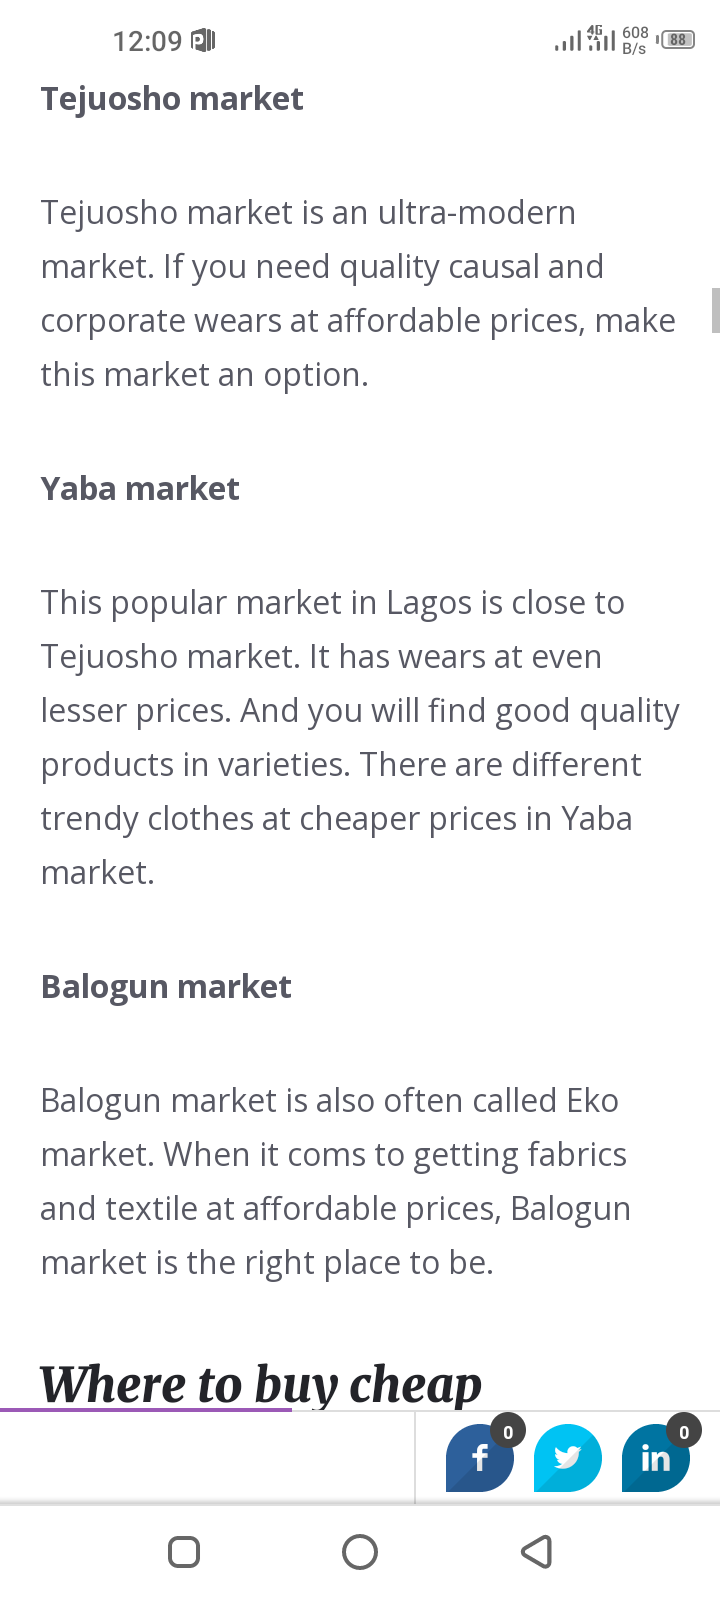 12:09
4G 608 B/s 88
Tejuosho market
Tejuosho market is an ultra-modern
market. If you need quality causal and
corporate wears at affordable prices, make
this market an option.
Yaba market
This popular market in Lagos is close to
Tejuosho market. It has wears at even
lesser prices. And you will find good quality
products in varieties. There are different
trendy clothes at cheaper prices in Yaba
market.
Balogun market
Balogun market is also often called Eko
market. When it coms to getting fabrics
and textile at affordable prices, Balogun
market is the right place to be.
Where to buy cheap
f 0 in 0